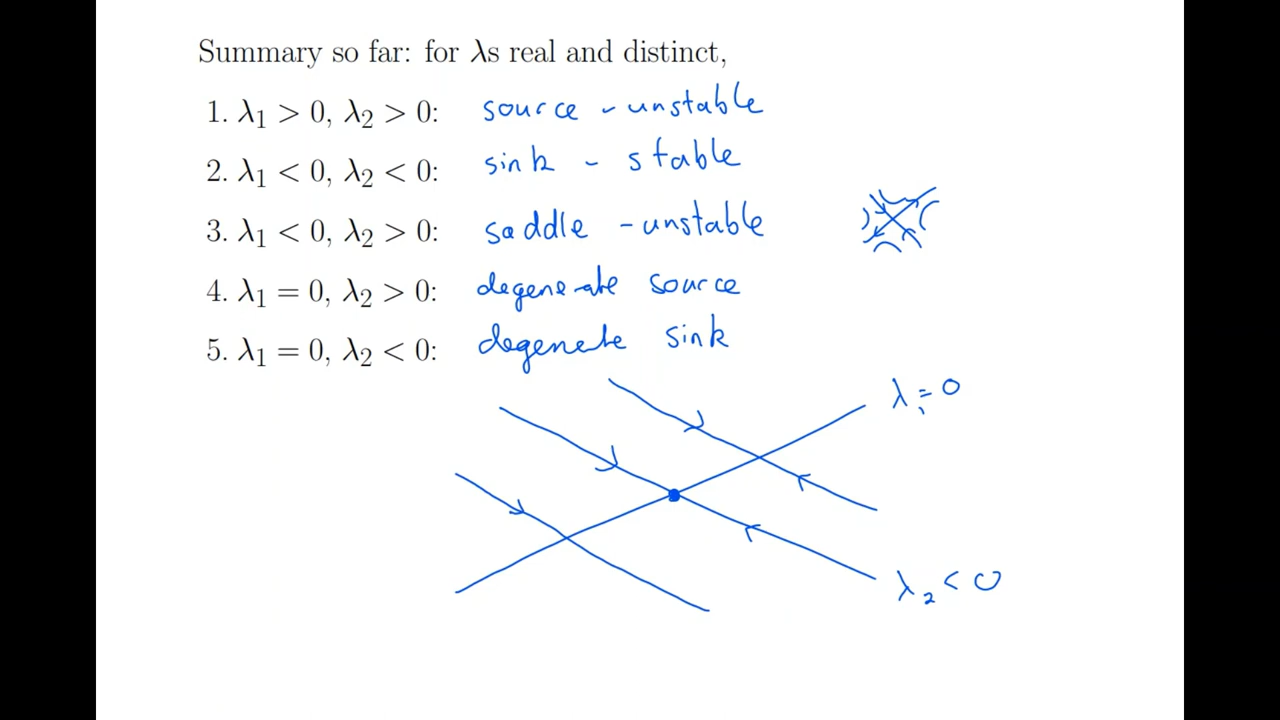 Summary so far: for λs real and distinct,
1. λ₁ > 0, λ₂ > 0: source - unstable
2. λ₁ < 0, λ₂ < 0: sink - stable
3. λ₁ < 0, λ₂ > 0: saddle - unstable
4. λ₁ = 0, λ₂ > 0: degenerate source
5. λ₁ = 0, λ₂ < 0: degenerate sink
λ₁ = 0
λ₂ < 0